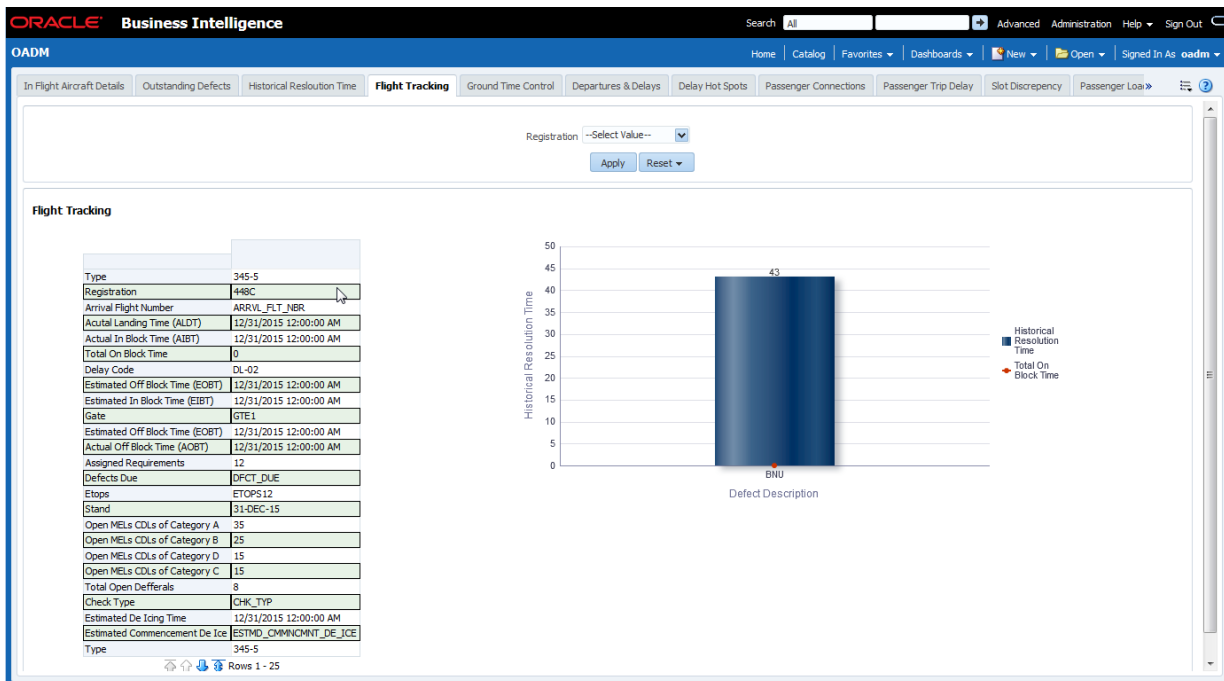 ORACLE Business Intelligence
Search All Advanced Administration Help Sign Out
OADM
Home Catalog Favorites Dashboards New Open Signed In As oadm
In Flight Aircraft Details Outstanding Defects Historical Resloution Time Flight Tracking Ground Time Control Departures & Delays Delay Hot Spots Passenger Connections Passenger Trip Delay Slot Discrepency Passenger Loa »
Registration --Select Value--
Apply Reset
Flight Tracking
Type 345-5
Registration 448C
Arrival Flight Number ARRVL_FLT_NBR
Acutal Landing Time (ALDT) 12/31/2015 12:00:00 AM
Actual In Block Time (AIBT) 12/31/2015 12:00:00 AM
Total On Block Time 0
Delay Code DL-02
Estimated Off Block Time (EOBT) 12/31/2015 12:00:00 AM
Estimated In Block Time (EIBT) 12/31/2015 12:00:00 AM
Gate GTE1
Estimated Off Block Time (EOBT) 12/31/2015 12:00:00 AM
Actual Off Block Time (AOBT) 12/31/2015 12:00:00 AM
Assigned Requirements 12
Defects Due DFCT_DUE
Etops ETOPS12
Stand 31-DEC-15
Open MELs CDLs of Category A 35
Open MELs CDLs of Category B 25
Open MELs CDLs of Category D 15
Open MELs CDLs of Category C 15
Total Open Defferals 8
Check Type CHK_TYP
Estimated De Icing Time 12/31/2015 12:00:00 AM
Estimated Commencement De Ice ESTMD_CMMNCMNT_DE_ICE
Type 345-5
Rows 1 - 25
Historical Resolution Time
50
45
40
35
30
25
20
15
10
5
0
43
BNU
Defect Description
Historical
Resolution
Time
Total On
Block Time